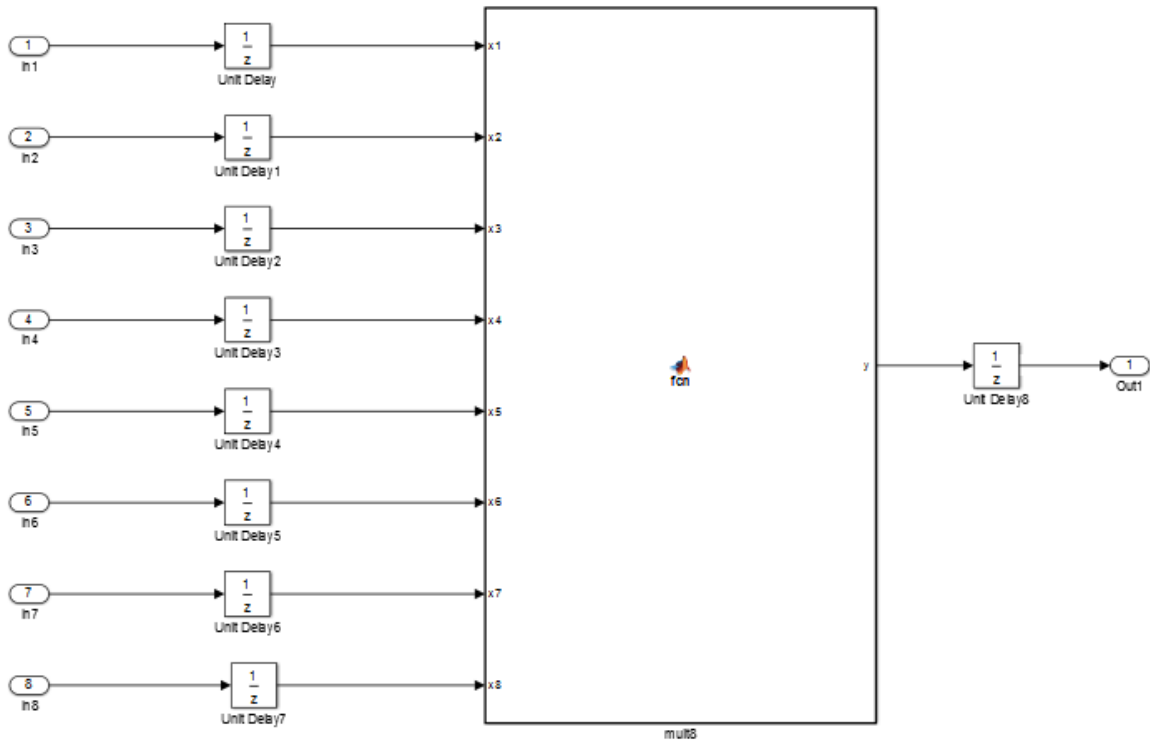 1
In1
1
z
Unit Delay
x1
2
In2
1
z
Unit Delay1
x2
3
In3
1
z
Unit Delay2
x3
4
In4
1
z
Unit Delay3
x4
5
In5
1
z
Unit Delay4
x5
6
In6
1
z
Unit Delay5
x6
7
In7
1
z
Unit Delay6
x7
8
In8
1
z
Unit Delay7
x8
fcn
y
mult8
1
z
Unit Delay8
1
Out1